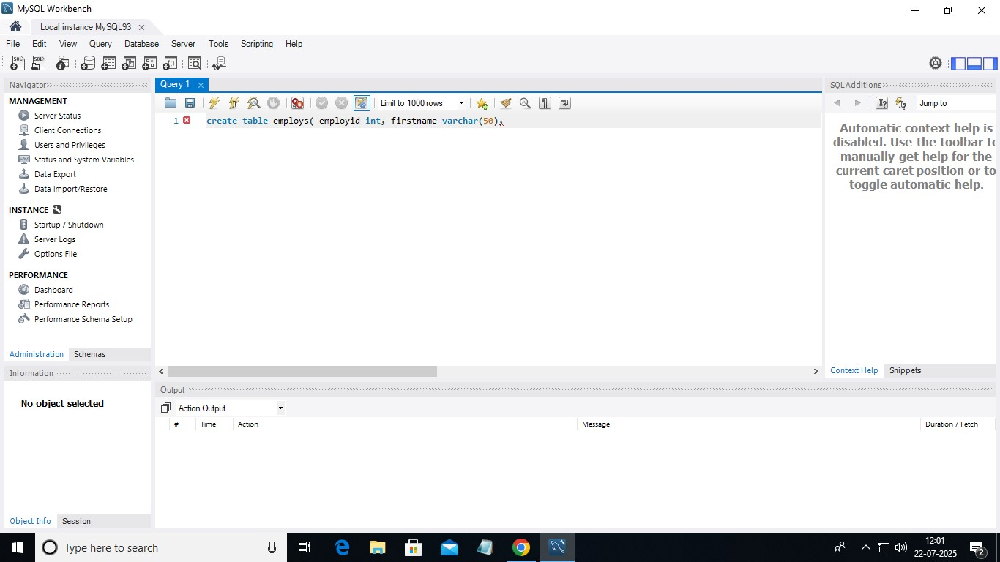 MySQL Workbench
Local instance MySQL93
File Edit View Query Database Server Tools Scripting Help
Navigator
MANAGEMENT
Server Status
Client Connections
Users and Privileges
Status and System Variables
Data Export
Data Import/Restore
INSTANCE
Startup / Shutdown
Server Logs
Options File
PERFORMANCE
Dashboard
Performance Reports
Performance Schema Setup
Administration Schemas
Information
No object selected
Object Info Session
Query 1
Limit to 1000 rows
1 create table employs( employid int, firstname varchar(50),
Output
Action Output
# Time Action Message Duration / Fetch
SQLAdditions
Jump to
Automatic context help is
disabled. Use the toolbar to
manually get help for the
current caret position or to
toggle automatic help.
Context Help Snippets
Type here to search
12:01
22-07-2025
2